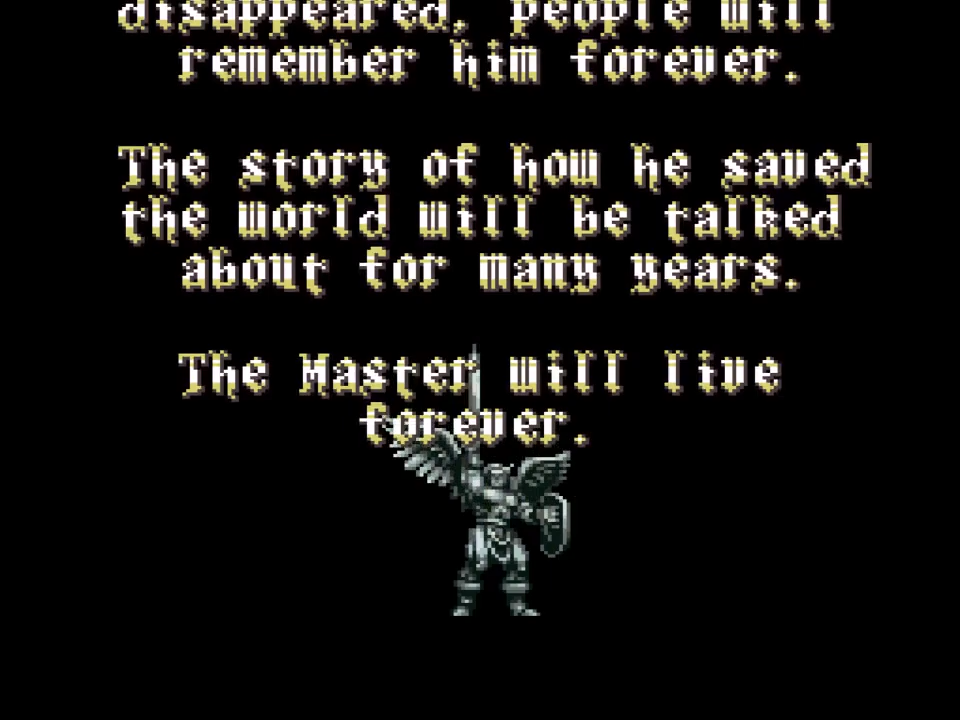 disappeared, people will
remember him forever.
The story of how he saved
the world will be talked
about for many years.
The Master will live
forever.